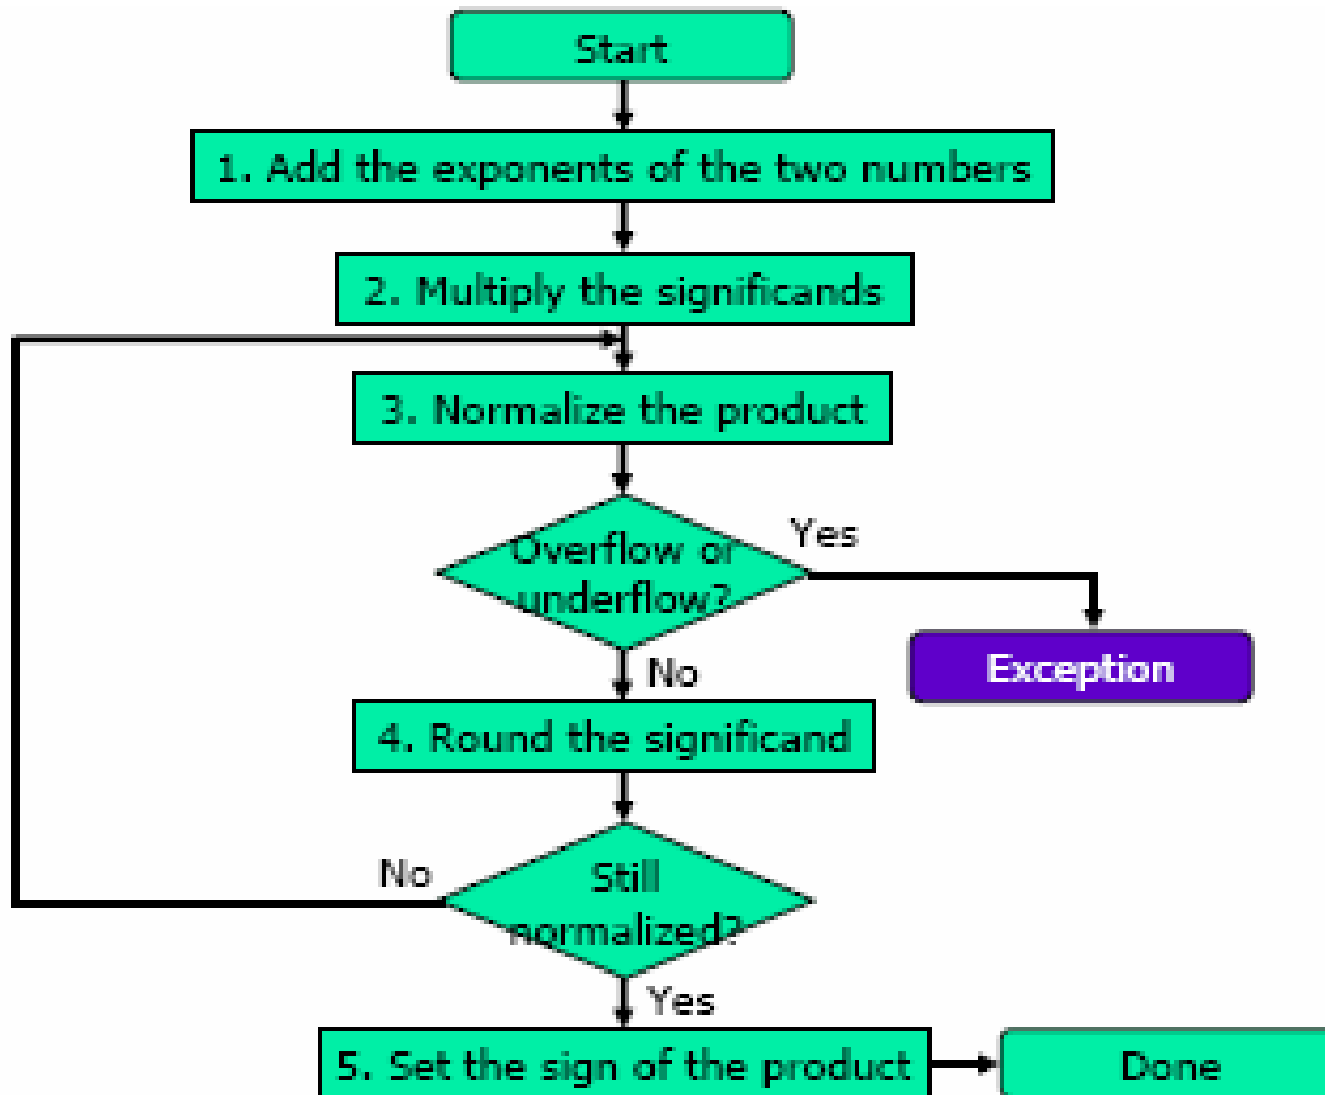 Start
1. Add the exponents of the two numbers
2. Multiply the significands
3. Normalize the product
Overflow or
underflow?
Yes
Exception
No
4. Round the significand
Still
normalized?
No
Yes
5. Set the sign of the product
Done